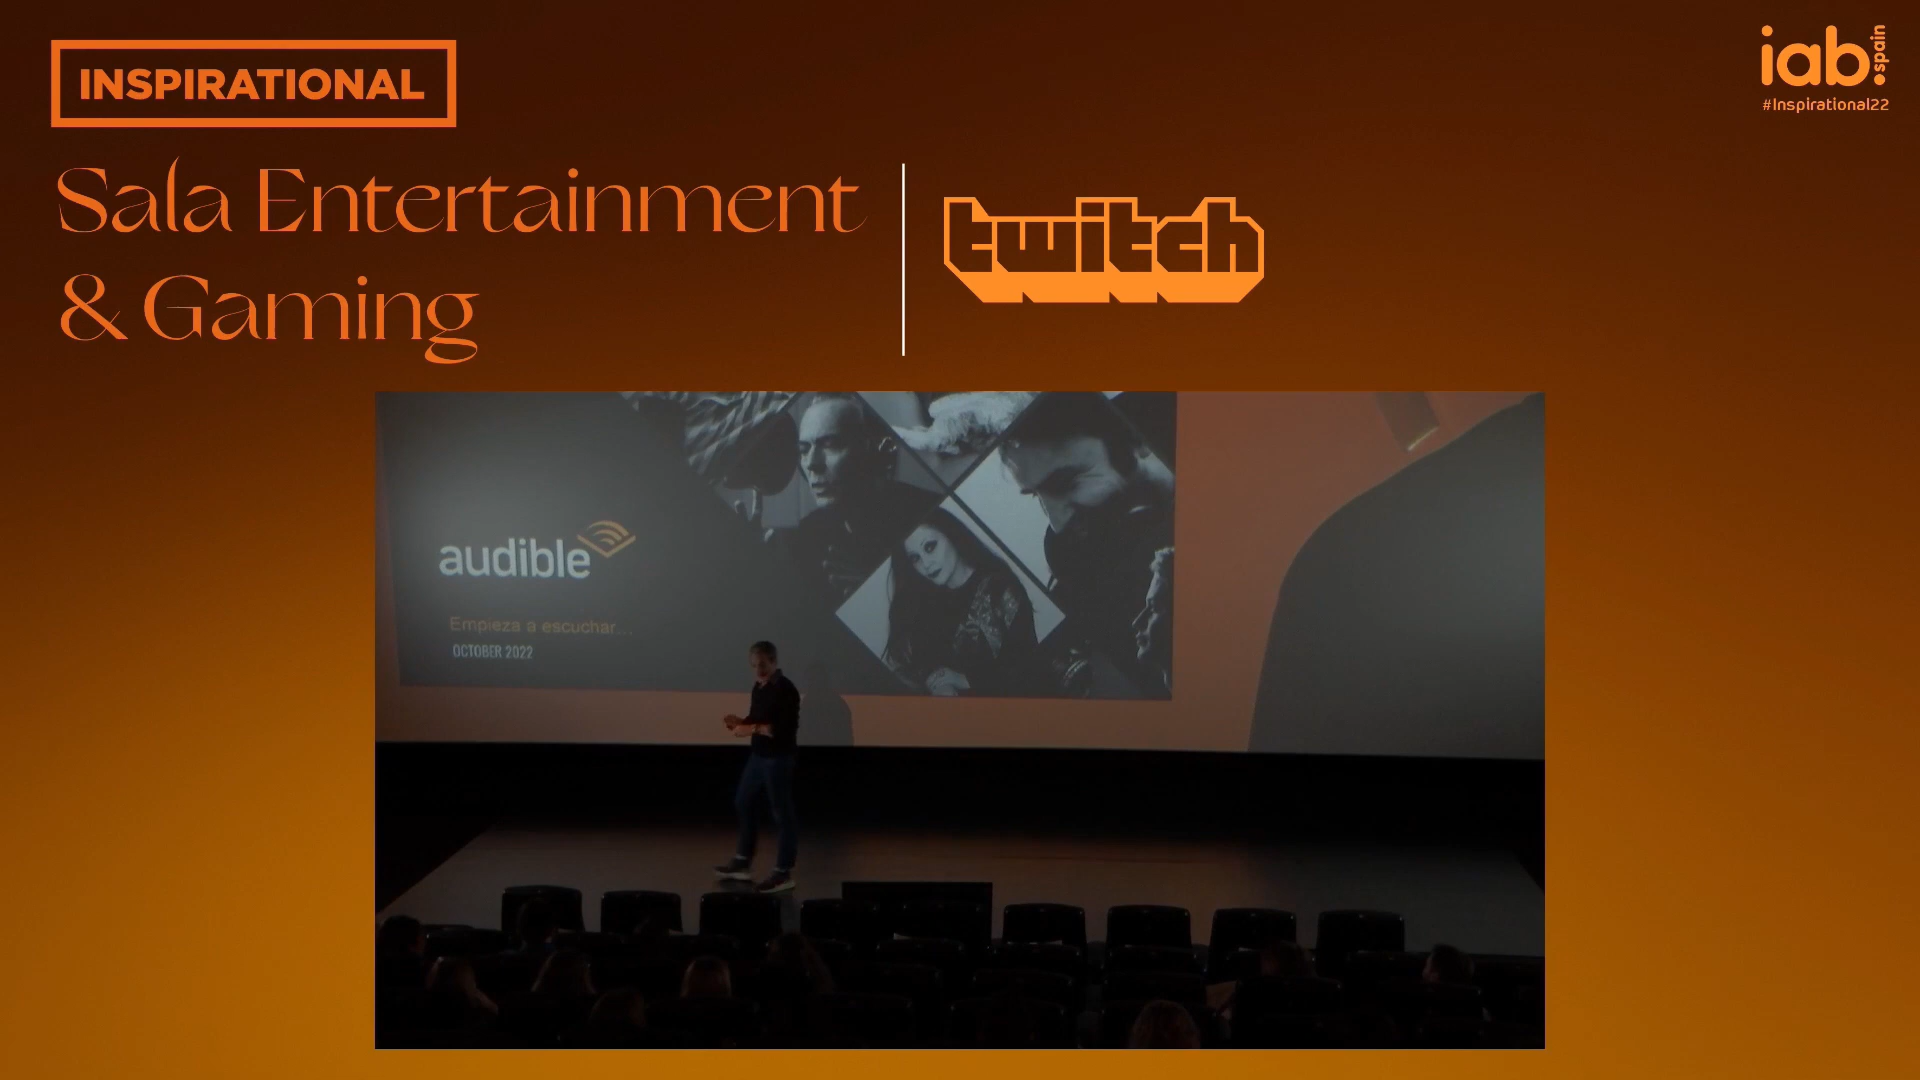 INSPIRATIONAL
iab.spain
#Inspirational22
Sala Entertainment
& Gaming
twitch
audible
Empieza a escuchar...
OCTOBER 2022